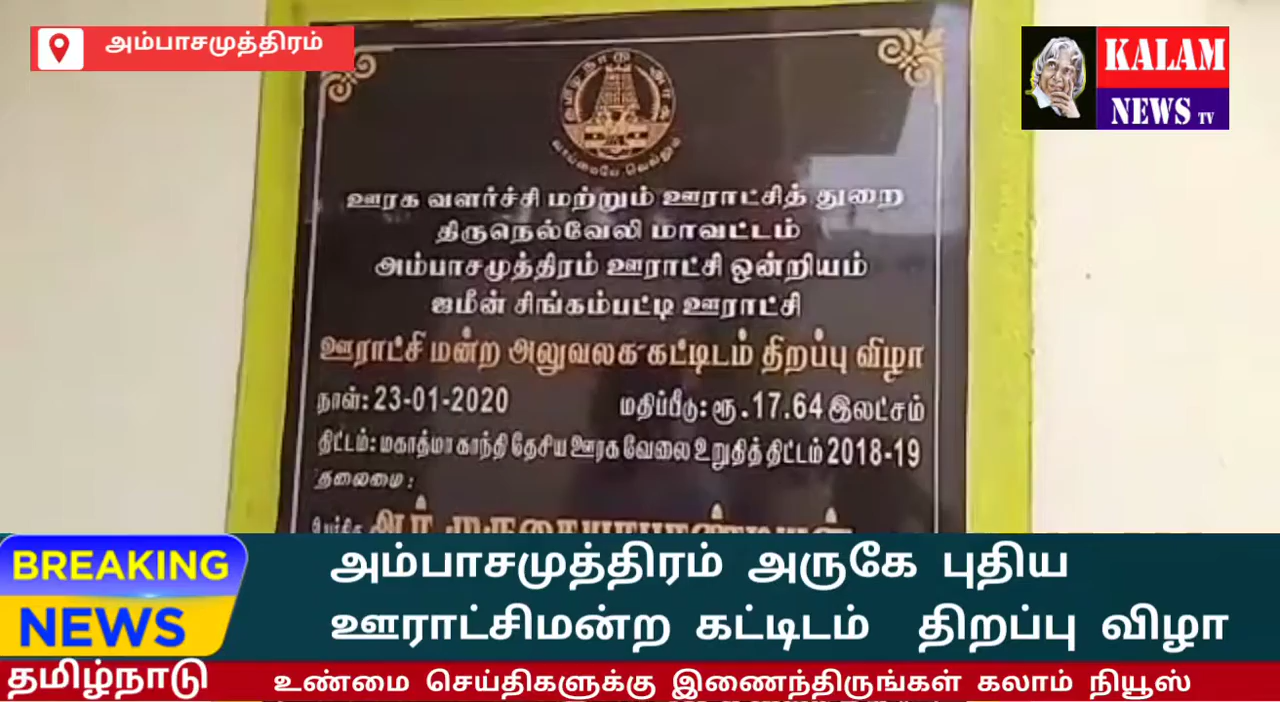 அம்பாசமுத்திரம்
KALAM
NEWS TV
தமிழ்நாடு அரசு
வாய்மையே வெல்லும்
ஊரக வளர்ச்சி மற்றும் ஊராட்சித் துறை
திருநெல்வேலி மாவட்டம்
அம்பாசமுத்திரம் ஊராட்சி ஒன்றியம்
ஜமீன் சிங்கம்பட்டி ஊராட்சி
ஊராட்சி மன்ற அலுவலக கட்டிடம் திறப்பு விழா
நாள்: 23-01-2020 மதிப்பீடு: ரூ.17.64 இலட்சம்
திட்டம்: மகாத்மா காந்தி தேசிய ஊரக வேலை உறுதித் திட்டம் 2018-19
தலைமை :
BREAKING
NEWS
அம்பாசமுத்திரம் அருகே புதிய
ஊராட்சிமன்ற கட்டிடம் திறப்பு விழா
தமிழ்நாடு
உண்மை செய்திகளுக்கு இணைந்திருங்கள் கலாம் நியூஸ்